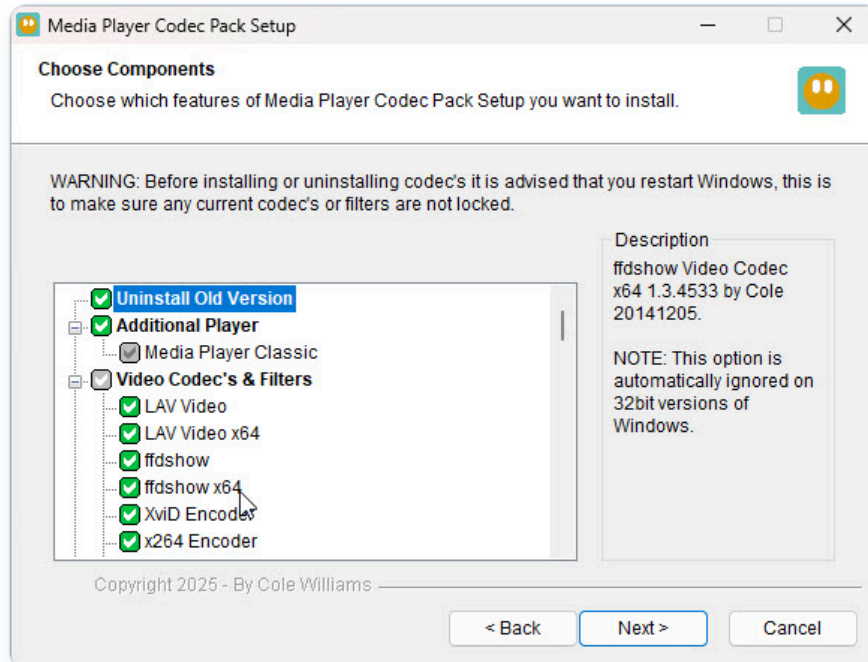 Media Player Codec Pack Setup
Choose Components
Choose which features of Media Player Codec Pack Setup you want to install.
WARNING: Before installing or uninstalling codec's it is advised that you restart Windows, this is
to make sure any current codec's or filters are not locked.
Uninstall Old Version
Additional Player
Media Player Classic
Video Codec's & Filters
LAV Video
LAV Video x64
ffdshow
ffdshow x64
XviD Encoder
x264 Encoder
Description
ffdshow Video Codec
x64 1.3.4533 by Cole
20141205.
NOTE: This option is
automatically ignored on
32bit versions of
Windows.
Copyright 2025 - By Cole Williams
< Back
Next >
Cancel